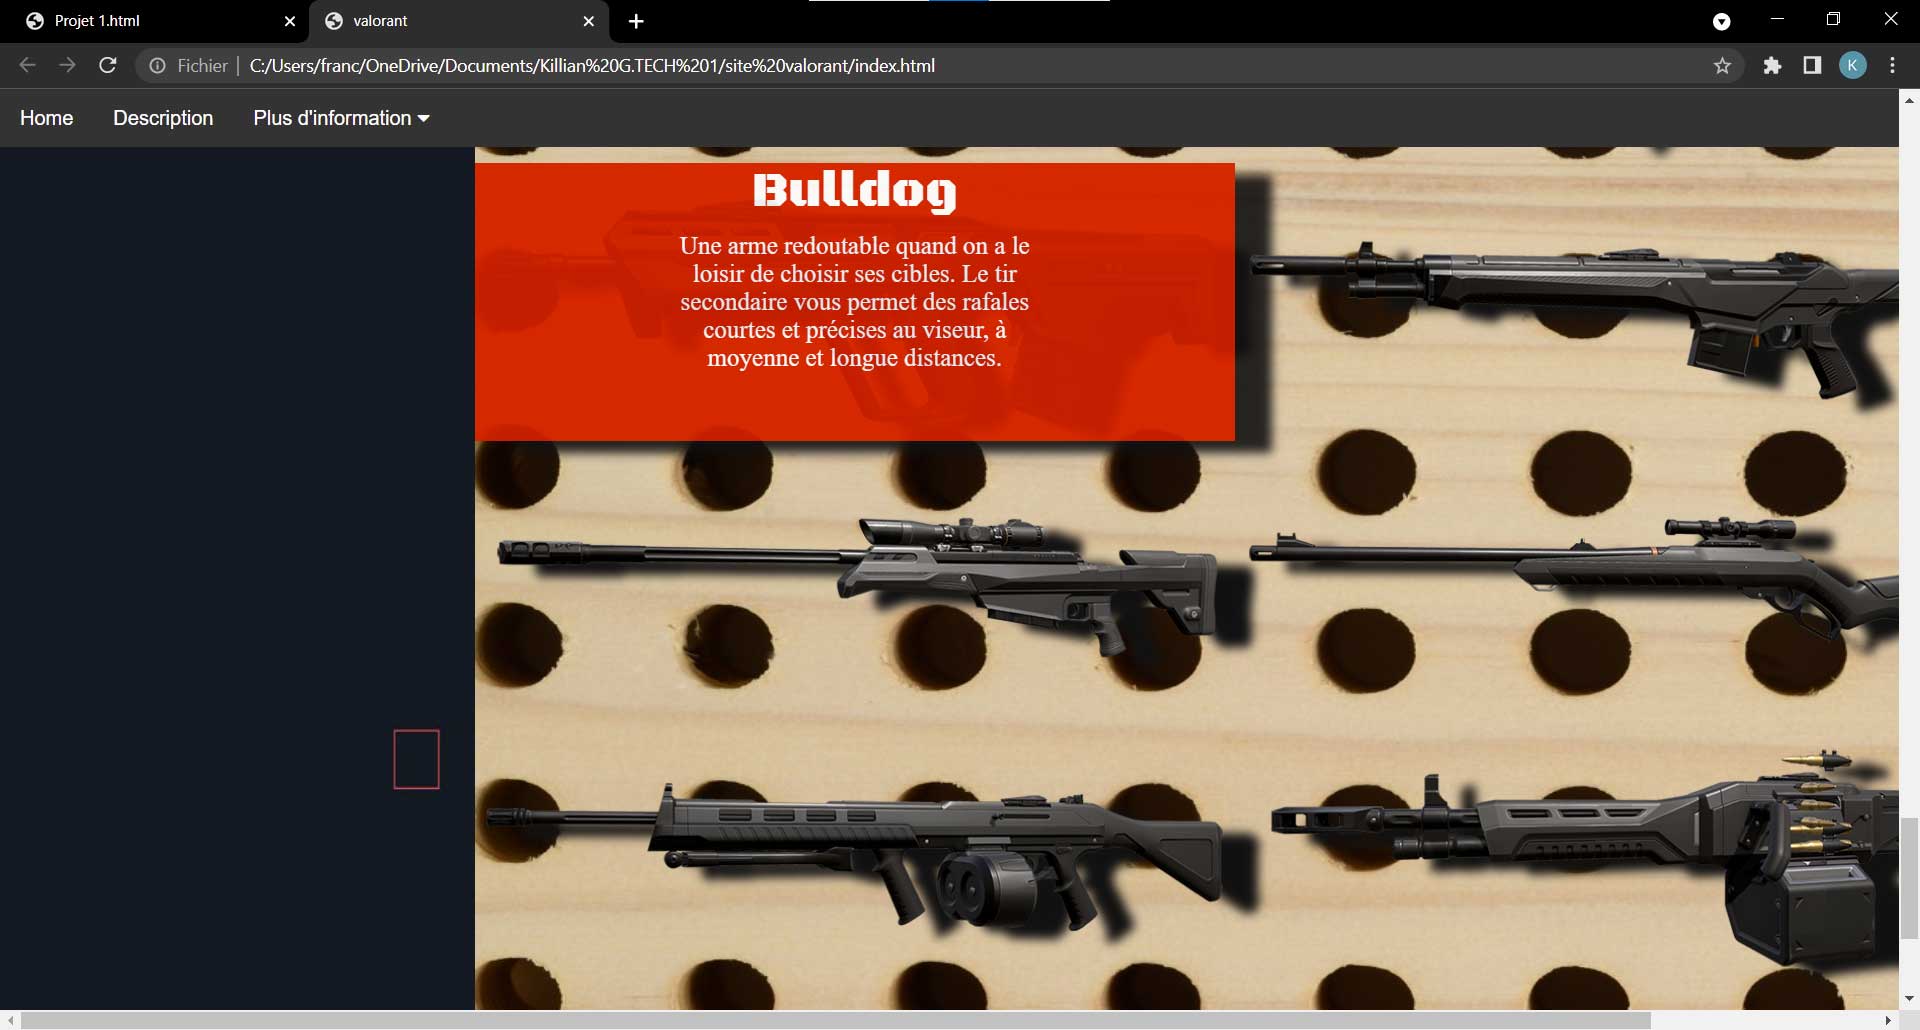 Projet 1.html
valorant
Fichier
C:/Users/franc/OneDrive/Documents/Killian%20G.TECH%201/site%20valorant/index.html
K
Home
Description
Plus d'information
Bulldog
Une arme redoutable quand on a le
loisir de choisir ses cibles. Le tir
secondaire vous permet des rafales
courtes et précises au viseur, à
moyenne et longue distances.